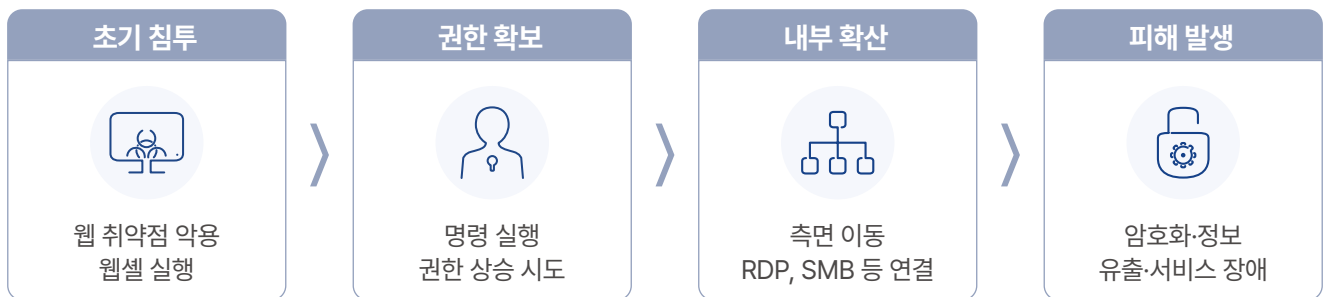 초기 침투
웹 취약점 악용
웹셸 실행
권한 확보
명령 실행
권한 상승 시도
내부 확산
측면 이동
RDP, SMB 등 연결
피해 발생
암호화·정보
유출·서비스 장애